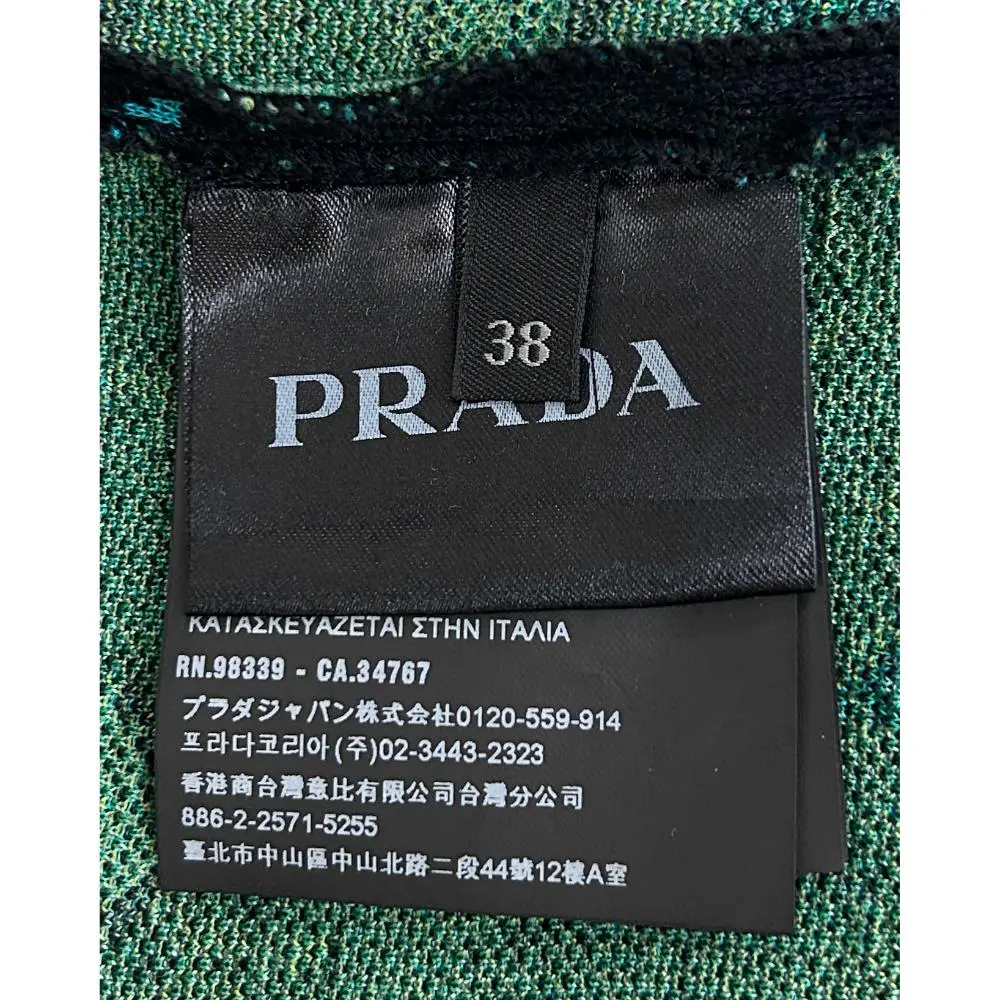 38
PRADA
ΚΑΤΑΣΚΕΥΑΖΕΤΑΙ ΣΤΗΝ ΙΤΑΛΙΑ
RN.98339 - CA.34767
プラダジャパン株式会社0120-559-914
프라다코리아(주)02-3443-2323
香港商台灣意比有限公司台灣分公司
886-2-2571-5255
臺北市中山區中山北路二段44號12樓A室